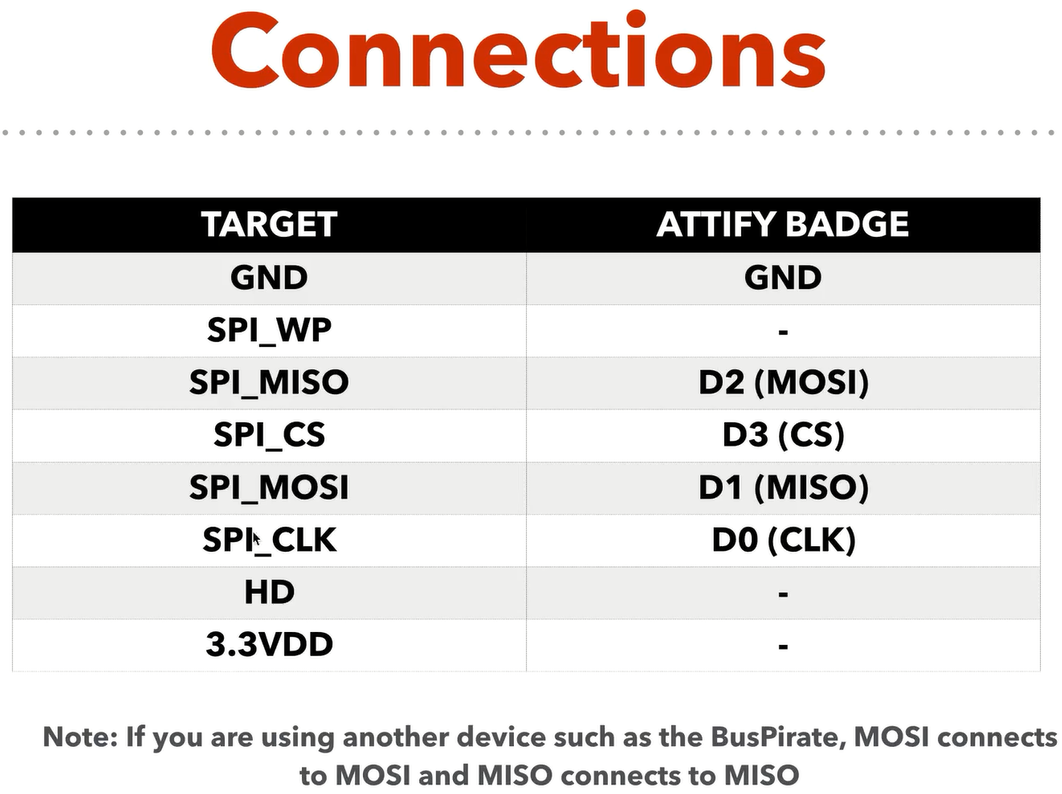 Connections
TARGET ATTIFY BADGE
GND GND
SPI_WP -
SPI_MISO D2 (MOSI)
SPI_CS D3 (CS)
SPI_MOSI D1 (MISO)
SPI_CLK D0 (CLK)
HD -
3.3VDD -
Note: If you are using another device such as the BusPirate, MOSI connects
to MOSI and MISO connects to MISO